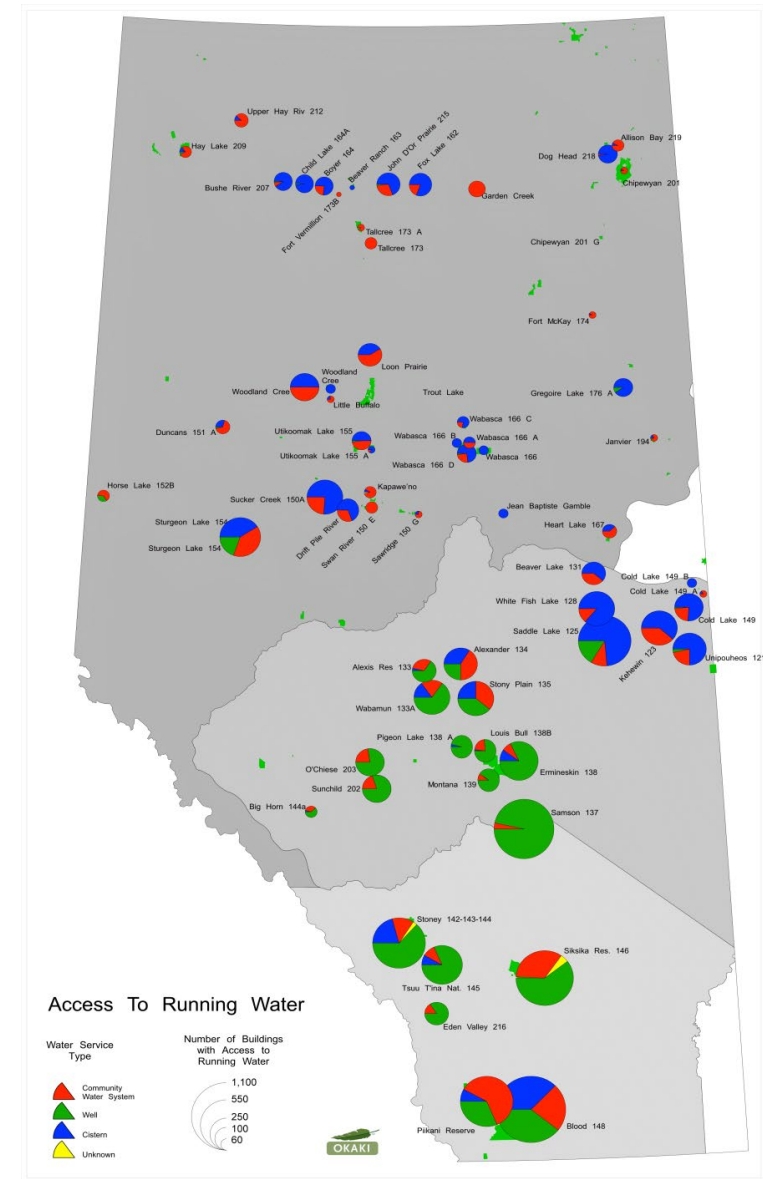 Upper Hay Riv 212
Hay Lake 209
Bushe River 207
Child Lake 164A
Boyer 164
Fort Vermillion 173B
Beaver Ranch 163
John D'Or Prairie 215
Fox Lake 162
Garden Creek
Allison Bay 219
Dog Head 218
Chipewyan 201
Tallcree 173 A
Tallcree 173
Chipewyan 201 G
Fort McKay 174
Loon Prairie
Woodland
Cree
Woodland Cree
Little Buffalo
Trout Lake
Gregoire Lake 176 A
Duncans 151 A
Utikoomak Lake 155
Utikoomak Lake 155 A
Wabasca 166 C
Wabasca 166 B
Wabasca 166 A
Wabasca 166
Wabasca 166 D
Janvier 194
Horse Lake 152B
Sucker Creek 150A
Kapawe'no
Drift Pile River
Swan River 150 E
Sawridge 150 G
Jean Baptiste Gamble
Heart Lake 167
Sturgeon Lake 154
Sturgeon Lake 154
Beaver Lake 131
Cold Lake 149 B
Cold Lake 149 A
White Fish Lake 128
Cold Lake 149
Saddle Lake 125
Kehewin 123
Unipouheos 121
Alexander 134
Alexis Res 133
Stony Plain 135
Wabamun 133A
Pigeon Lake 138 A
Louis Bull 138B
O'Chiese 203
Ermineskin 138
Sunchild 202
Montana 139
Big Horn 144a
Samson 137
Stoney 142-143-144
Siksika Res. 146
Tsuu T'ina Nat. 145
Eden Valley 216
Piikani Reserve
Blood 148
Access To Running Water
Water Service
Type
Community
Water System
Well
Cistern
Unknown
Number of Buildings
with Access to
Running Water
1,100
550
250
100
60
OKAKI